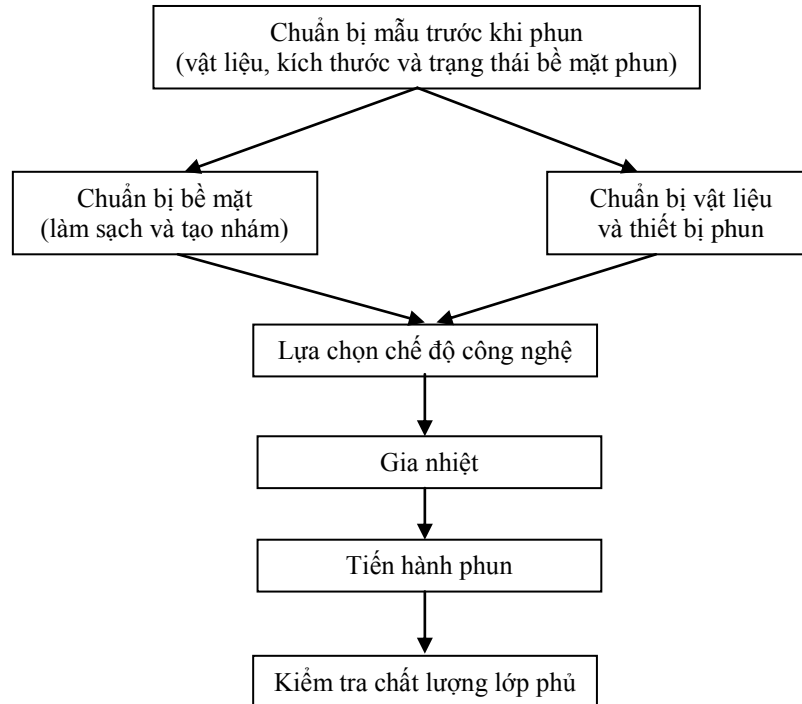 Chuẩn bị mẫu trước khi phun
(vật liệu, kích thước và trạng thái bề mặt phun)
Chuẩn bị bề mặt
(làm sạch và tạo nhám)
Chuẩn bị vật liệu
và thiết bị phun
Lựa chọn chế độ công nghệ
Gia nhiệt
Tiến hành phun
Kiểm tra chất lượng lớp phủ